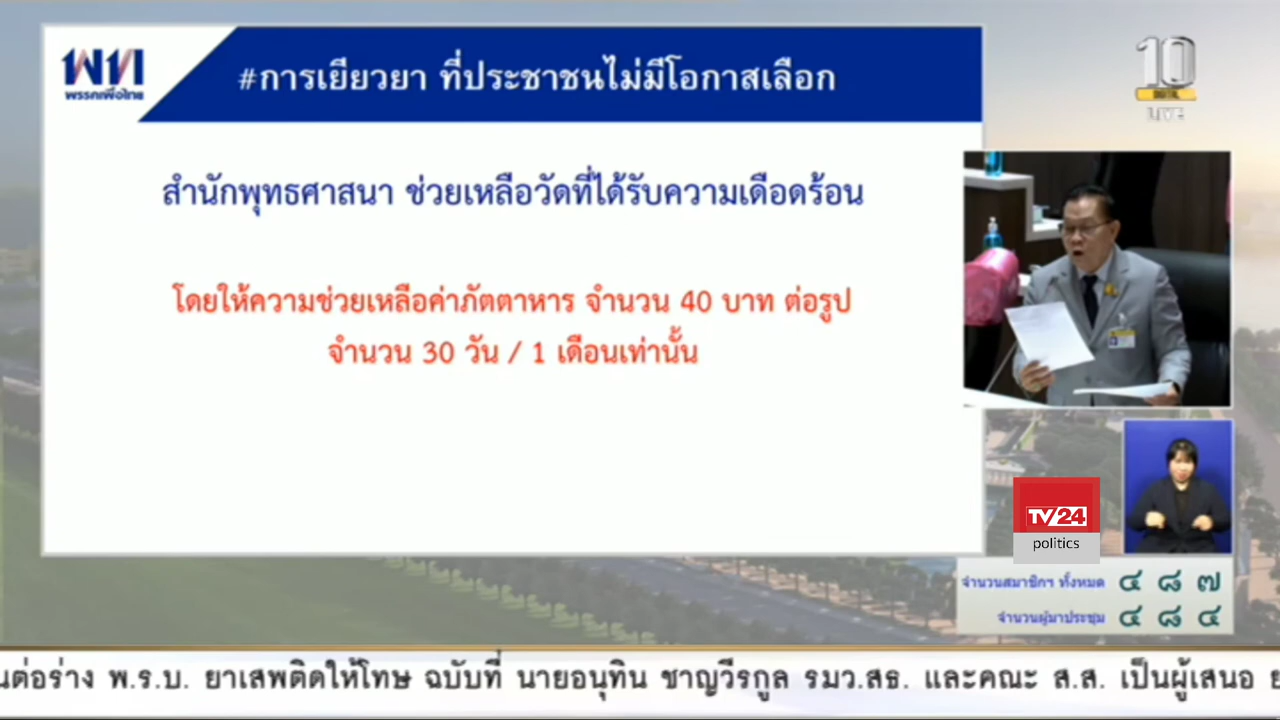 พท
พรรคเพื่อไทย
#การเยียวยา ที่ประชาชนไม่มีโอกาสเลือก
10
DIGITAL
LIVE
สำนักพุทธศาสนา ช่วยเหลือวัดที่ได้รับความเดือดร้อน
โดยให้ความช่วยเหลือค่าภัตตาหาร จำนวน 40 บาท ต่อรูป
จำนวน 30 วัน / 1 เดือนเท่านั้น
TV/24
politics
จำนวนสมาชิกฯ ทั้งหมด ๔ ๘ ๗
จำนวนผู้มาประชุม ๔ ๘ ๔
นต่อร่าง พ.ร.บ. ยาเสพติดให้โทษ ฉบับที่ นายอนุทิน ชาญวีรกูล รมว.สธ. และคณะ ส.ส. เป็นผู้เสนอ ย